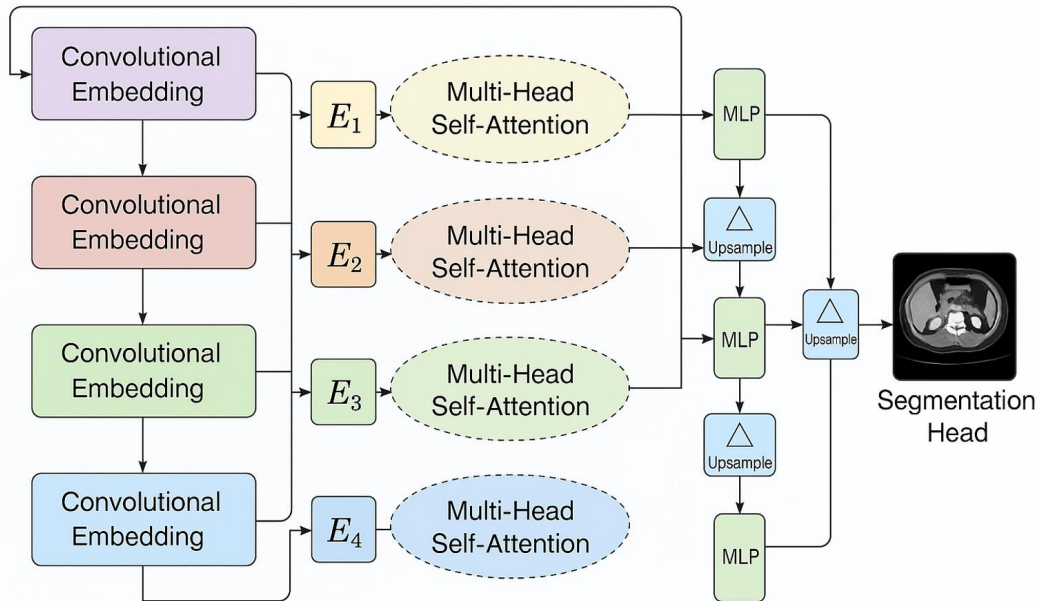 Convolutional
Embedding
Convolutional
Embedding
Convolutional
Embedding
Convolutional
Embedding
E1
E2
E3
E4
Multi-Head
Self-Attention
Multi-Head
Self-Attention
Multi-Head
Self-Attention
Multi-Head
Self-Attention
MLP
△
Upsample
MLP
△
Upsample
MLP
△
Upsample
Segmentation
Head